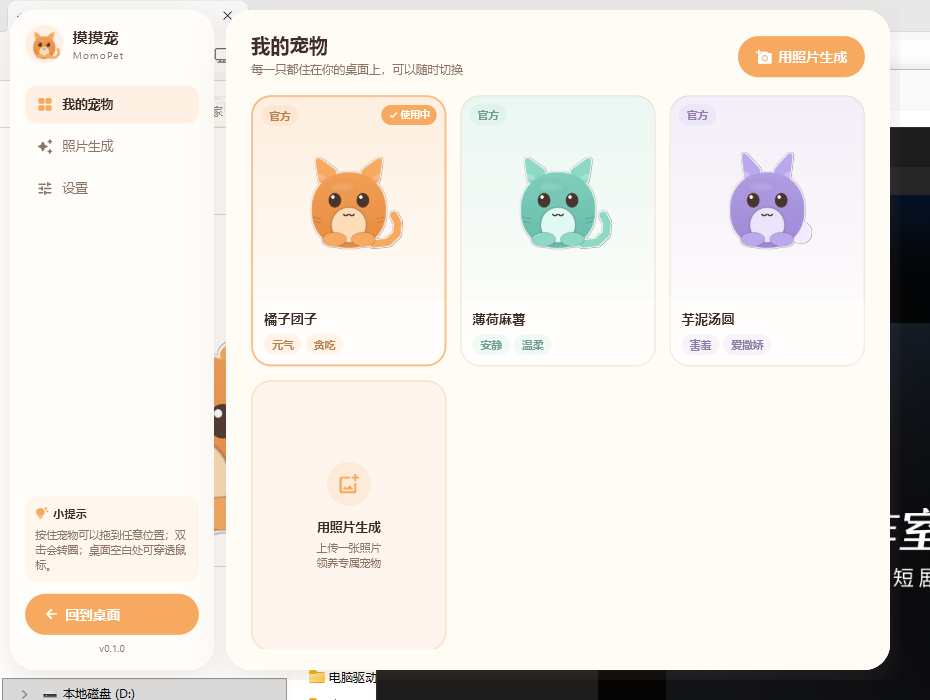 摸摸宠
MomoPet
我的宠物
照片生成
设置
小提示
按住宠物可以拖到任意位置；双
击会转圈；桌面空白处可穿透鼠
标。
回到桌面
v0.1.0
我的宠物
每一只都住在你的桌面上，可以随时切换
用照片生成
官方
使用中
橘子团子
元气
贪吃
官方
薄荷麻薯
安静
温柔
官方
芋泥汤圆
害羞
爱撒娇
用照片生成
上传一张照片
领养专属宠物
家
室
短剧
电脑驱动
本地磁盘 (D:)